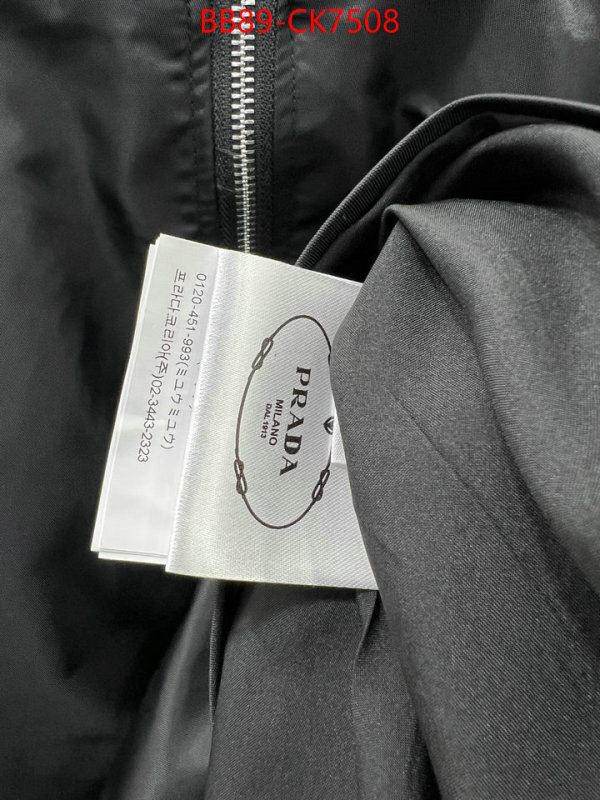 BB89-CK7508
0120-451-993(ミュウミュウ)
프라다코리아(주)02-3443-2323
PRADA
MILANO
DAL 1913